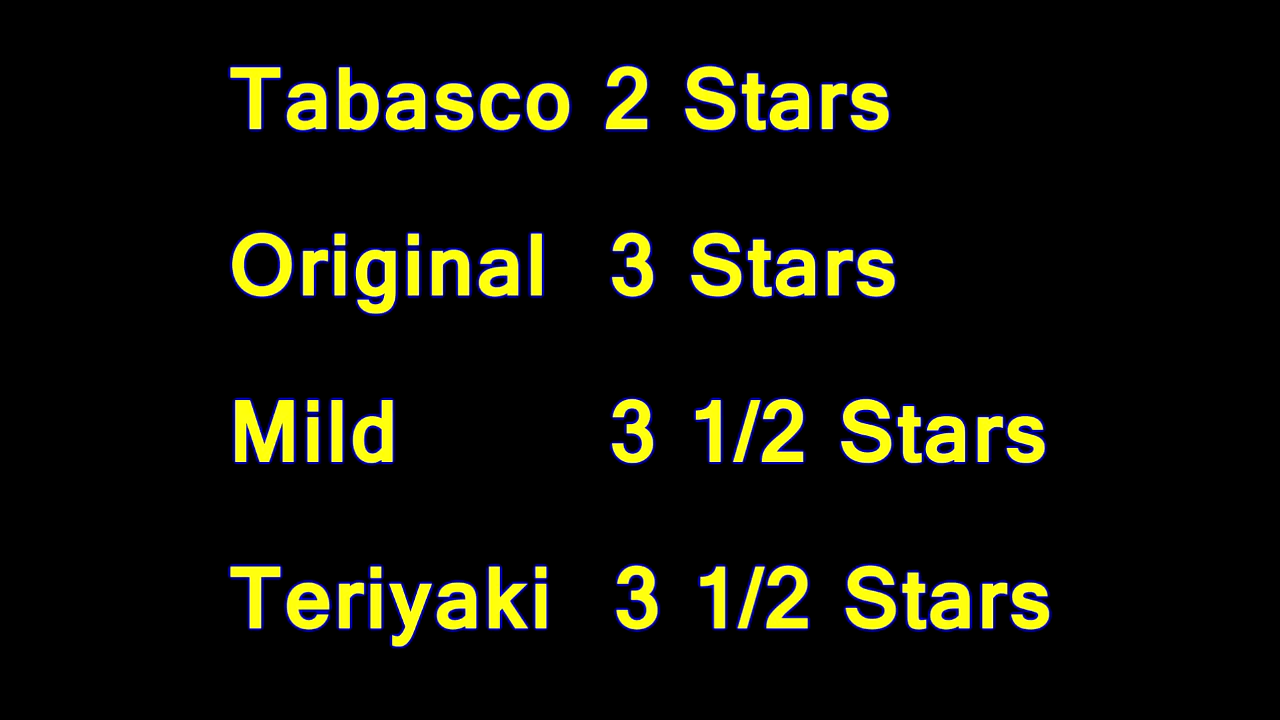 Tabasco 2 Stars
Original 3 Stars
Mild 3 1/2 Stars
Teriyaki 3 1/2 Stars